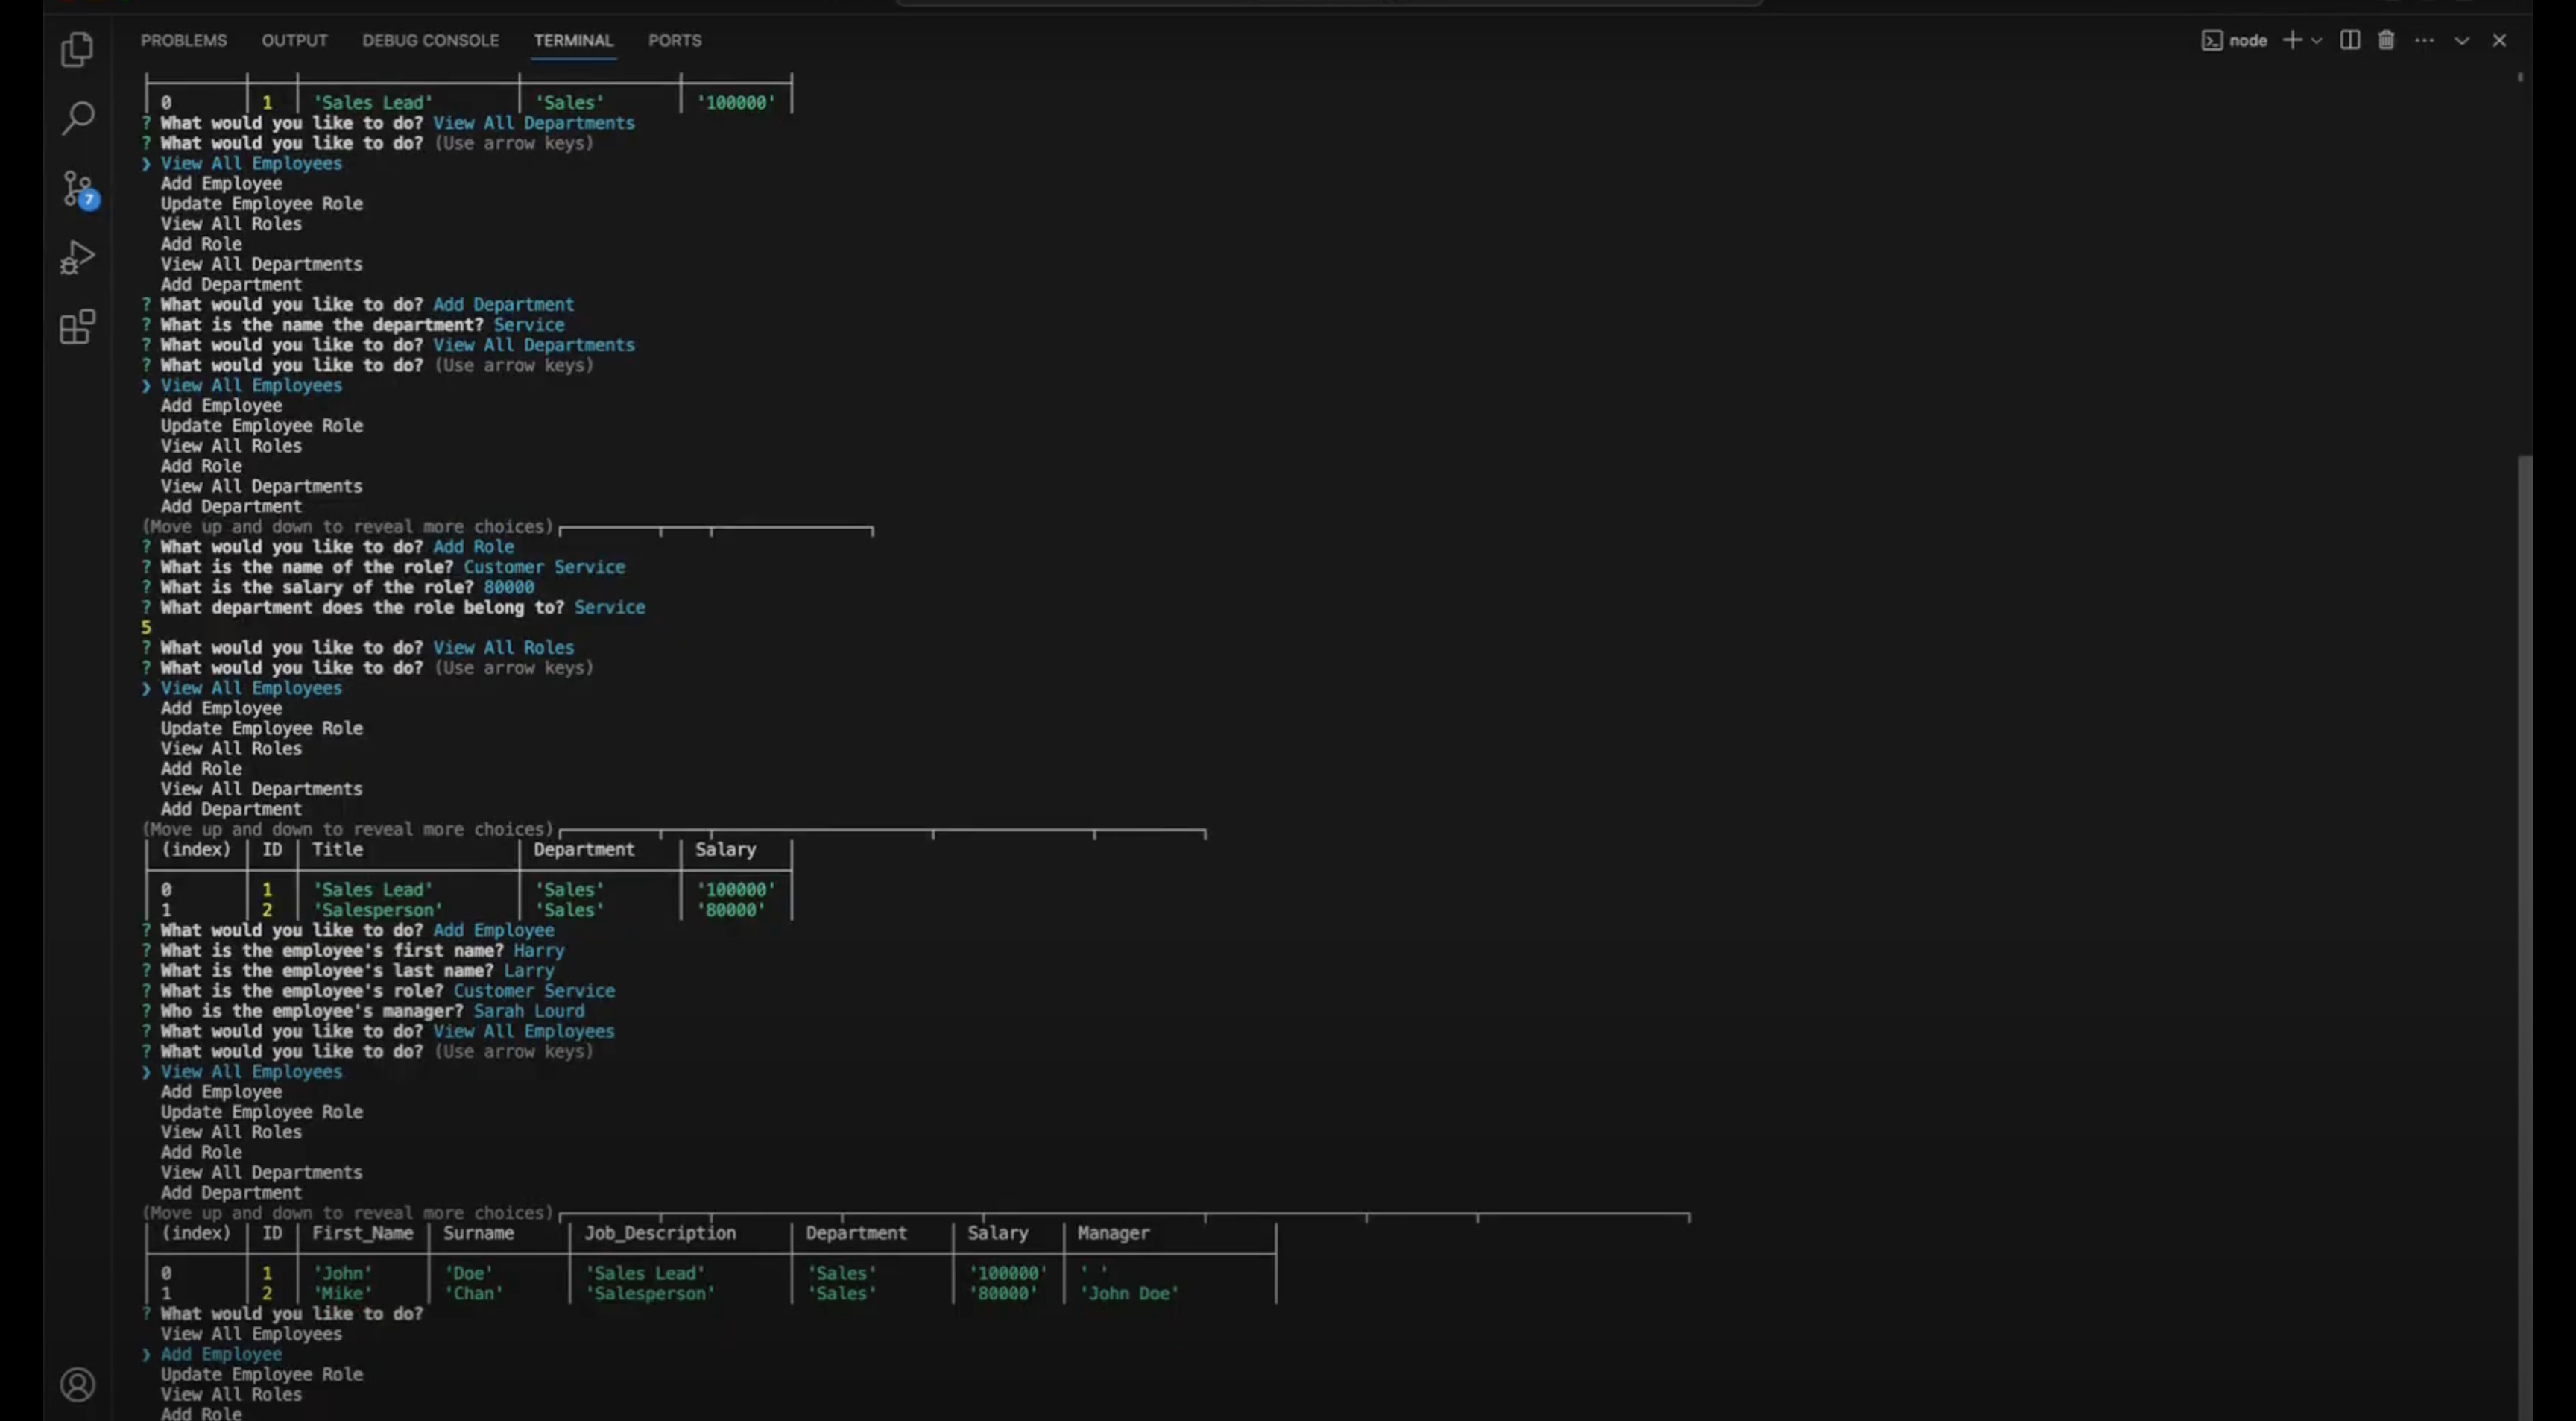 PROBLEMS OUTPUT DEBUG CONSOLE TERMINAL PORTS node
0 1 'Sales Lead' 'Sales' '100000'
? What would you like to do? View All Departments
? What would you like to do? (Use arrow keys)
❯ View All Employees
Add Employee
Update Employee Role
View All Roles
Add Role
View All Departments
Add Department
? What would you like to do? Add Department
? What is the name the department? Service
? What would you like to do? View All Departments
? What would you like to do? (Use arrow keys)
❯ View All Employees
Add Employee
Update Employee Role
View All Roles
Add Role
View All Departments
Add Department
(Move up and down to reveal more choices)
? What would you like to do? Add Role
? What is the name of the role? Customer Service
? What is the salary of the role? 80000
? What department does the role belong to? Service
5
? What would you like to do? View All Roles
? What would you like to do? (Use arrow keys)
❯ View All Employees
Add Employee
Update Employee Role
View All Roles
Add Role
View All Departments
Add Department
(Move up and down to reveal more choices)
(index) ID Title Department Salary
0 1 'Sales Lead' 'Sales' '100000'
1 2 'Salesperson' 'Sales' '80000'
? What would you like to do? Add Employee
? What is the employee's first name? Harry
? What is the employee's last name? Larry
? What is the employee's role? Customer Service
? Who is the employee's manager? Sarah Lourd
? What would you like to do? View All Employees
? What would you like to do? (Use arrow keys)
❯ View All Employees
Add Employee
Update Employee Role
View All Roles
Add Role
View All Departments
Add Department
(Move up and down to reveal more choices)
(index) ID First_Name Surname Job_Description Department Salary Manager
0 1 'John' 'Doe' 'Sales Lead' 'Sales' '100000' ' '
1 2 'Mike' 'Chan' 'Salesperson' 'Sales' '80000' 'John Doe'
? What would you like to do?
View All Employees
❯ Add Employee
Update Employee Role
View All Roles
Add Role
7